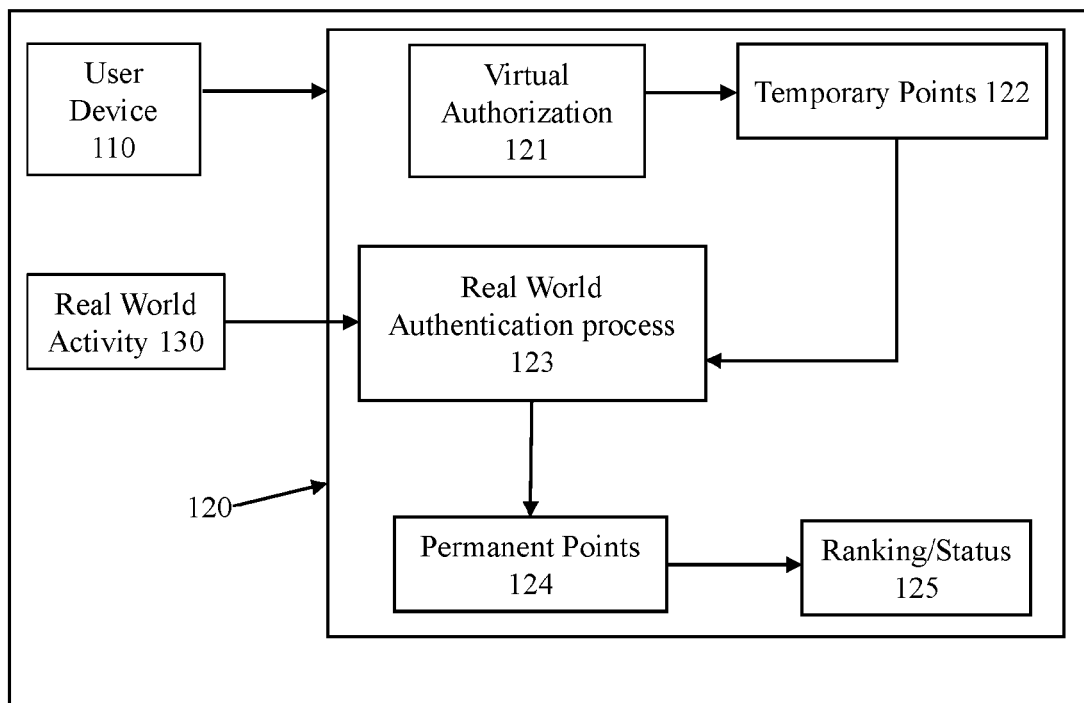 User
Device
110
Virtual
Authorization
121
Temporary Points 122
Real World
Activity 130
Real World
Authentication process
123
120
Permanent Points
124
Ranking/Status
125